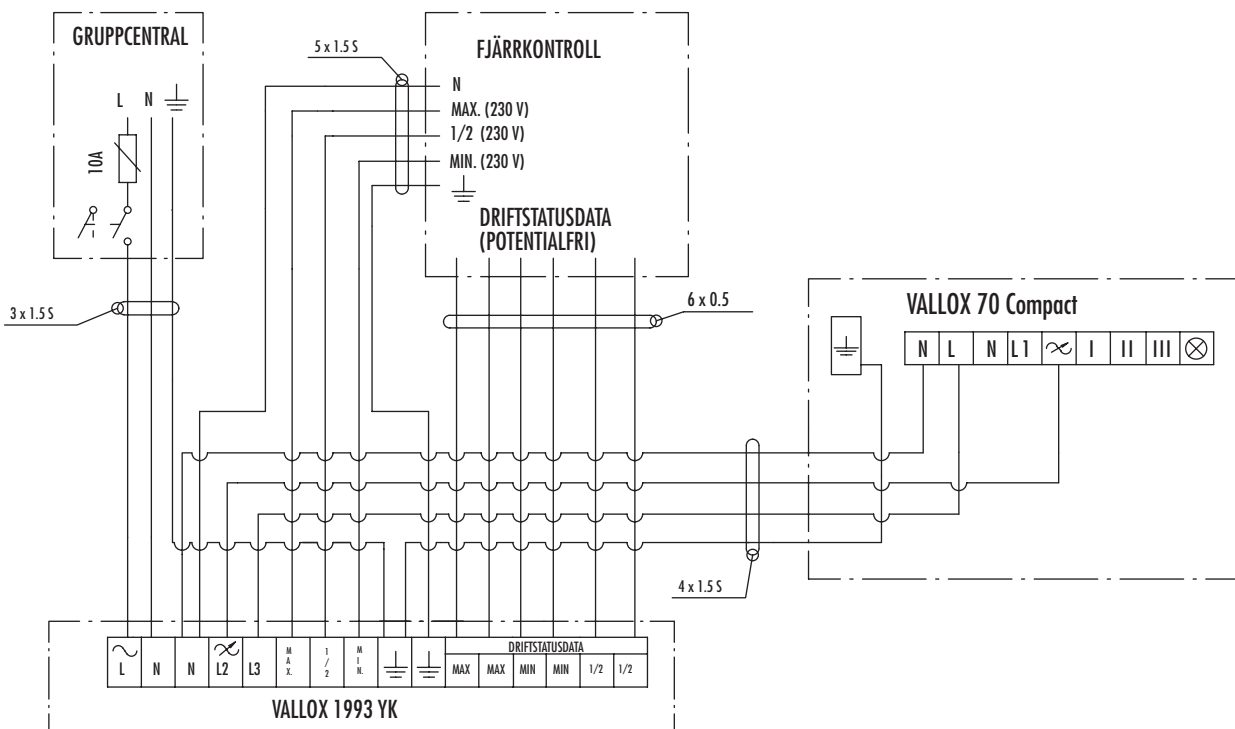 GRUPPCENTRAL
L N
10A
3 x 1.5 S
5 x 1.5 S
FJÄRRKONTROLL
N
MAX. (230 V)
1/2 (230 V)
MIN. (230 V)
DRIFTSTATUSDATA
(POTENTIALFRI)
6 x 0.5
VALLOX 70 Compact
N L N L1 I II III
4 x 1.5 S
L N N L2 L3 MAX. 1/2 MIN.
DRIFTSTATUSDATA
MAX MAX MIN MIN 1/2 1/2
VALLOX 1993 YK